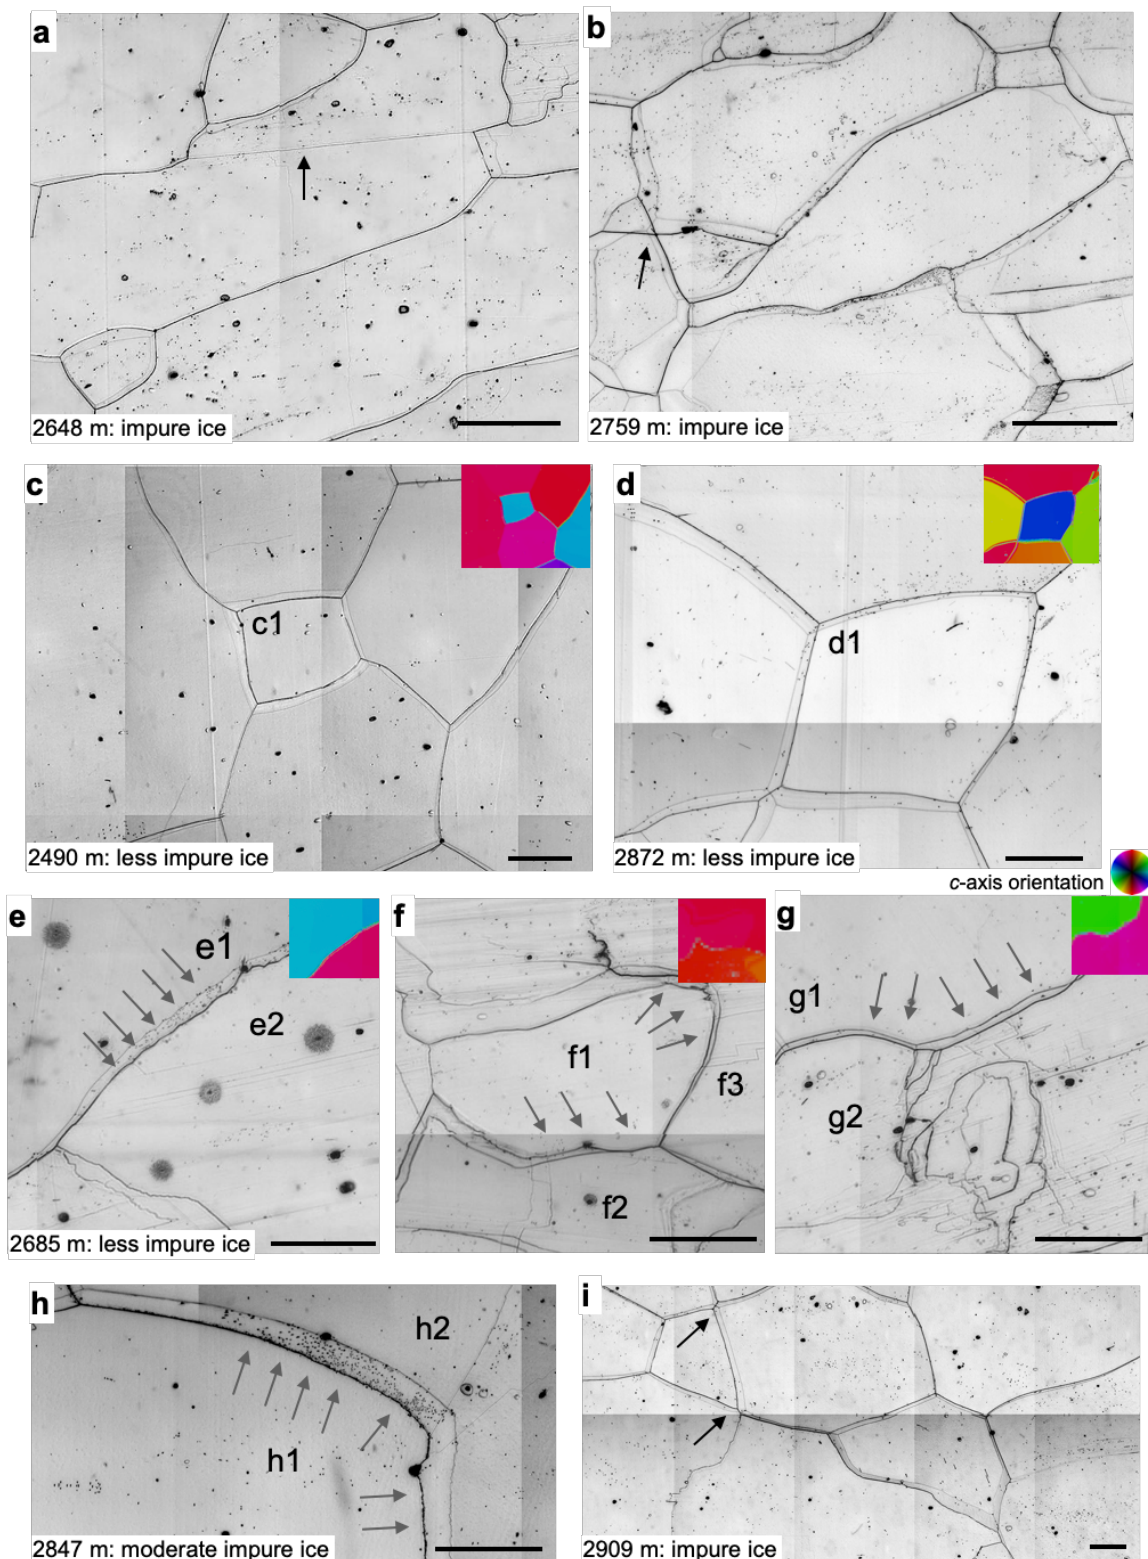 a
b
2648 m: impure ice
2759 m: impure ice
c
d
c1
d1
2490 m: less impure ice
2872 m: less impure ice
c-axis orientation
e
f
g
e1
e2
f1
f3
f2
g1
g2
2685 m: less impure ice
h
i
h2
h1
2847 m: moderate impure ice
2909 m: impure ice